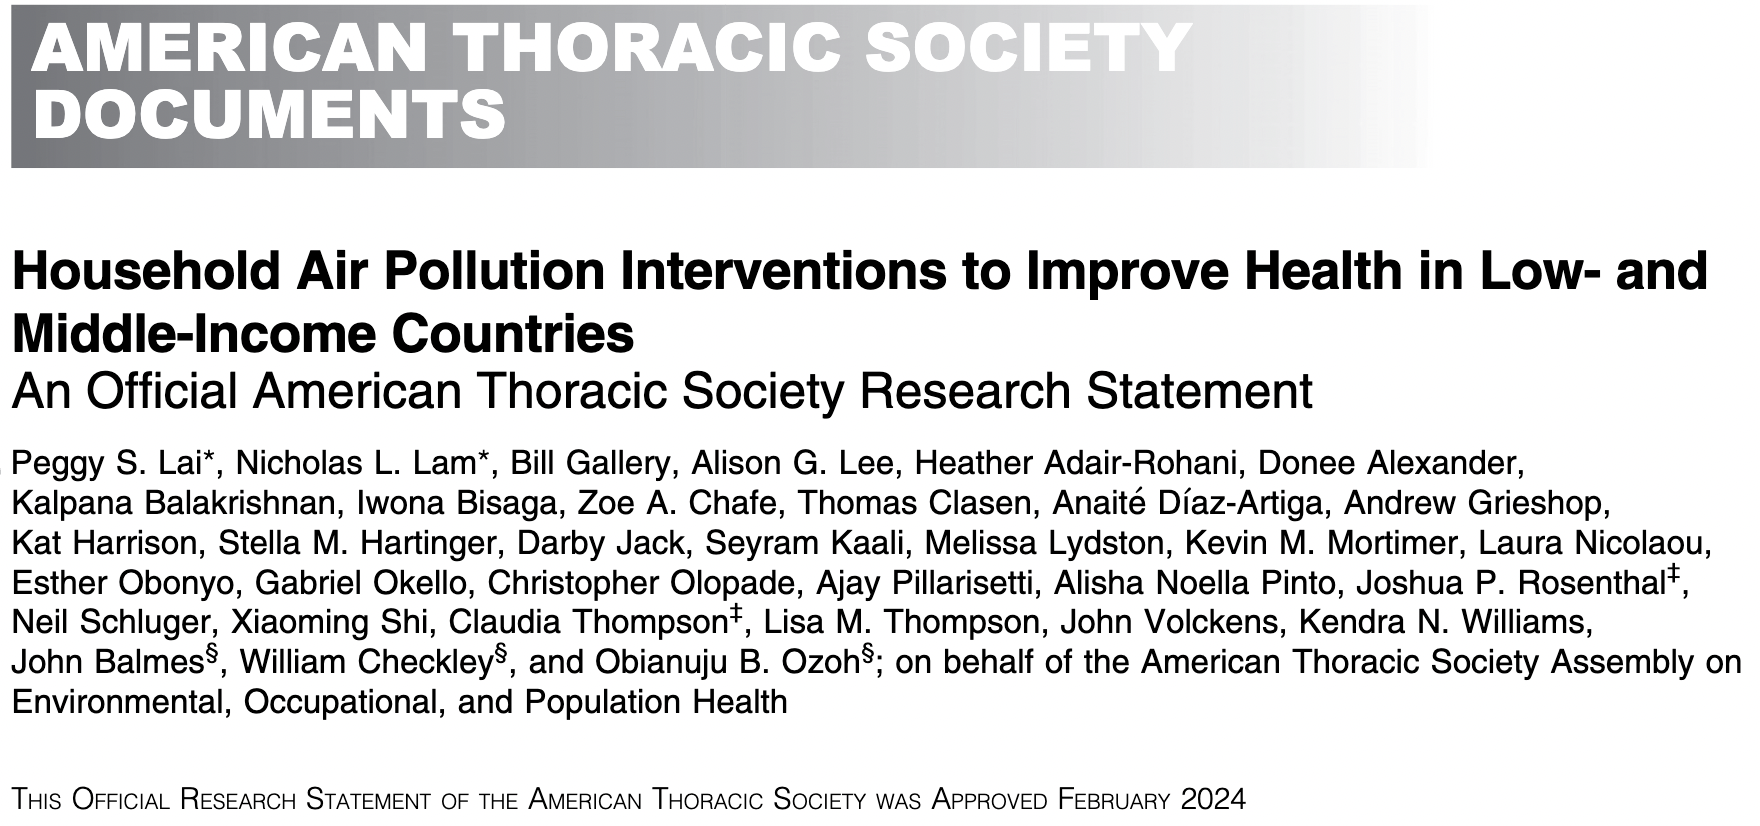 AMERICAN THORACIC SOCIETY
DOCUMENTS
Household Air Pollution Interventions to Improve Health in Low- and
Middle-Income Countries
An Official American Thoracic Society Research Statement
Peggy S. Lai*, Nicholas L. Lam*, Bill Gallery, Alison G. Lee, Heather Adair-Rohani, Donee Alexander,
Kalpana Balakrishnan, Iwona Bisaga, Zoe A. Chafe, Thomas Clasen, Anaité Díaz-Artiga, Andrew Grieshop,
Kat Harrison, Stella M. Hartinger, Darby Jack, Seyram Kaali, Melissa Lydston, Kevin M. Mortimer, Laura Nicolaou,
Esther Obonyo, Gabriel Okello, Christopher Olopade, Ajay Pillarisetti, Alisha Noella Pinto, Joshua P. Rosenthal‡,
Neil Schluger, Xiaoming Shi, Claudia Thompson‡, Lisa M. Thompson, John Volckens, Kendra N. Williams,
John Balmes§, William Checkley§, and Obianuju B. Ozoh§; on behalf of the American Thoracic Society Assembly on
Environmental, Occupational, and Population Health
THIS OFFICIAL RESEARCH STATEMENT OF THE AMERICAN THORACIC SOCIETY WAS APPROVED FEBRUARY 2024